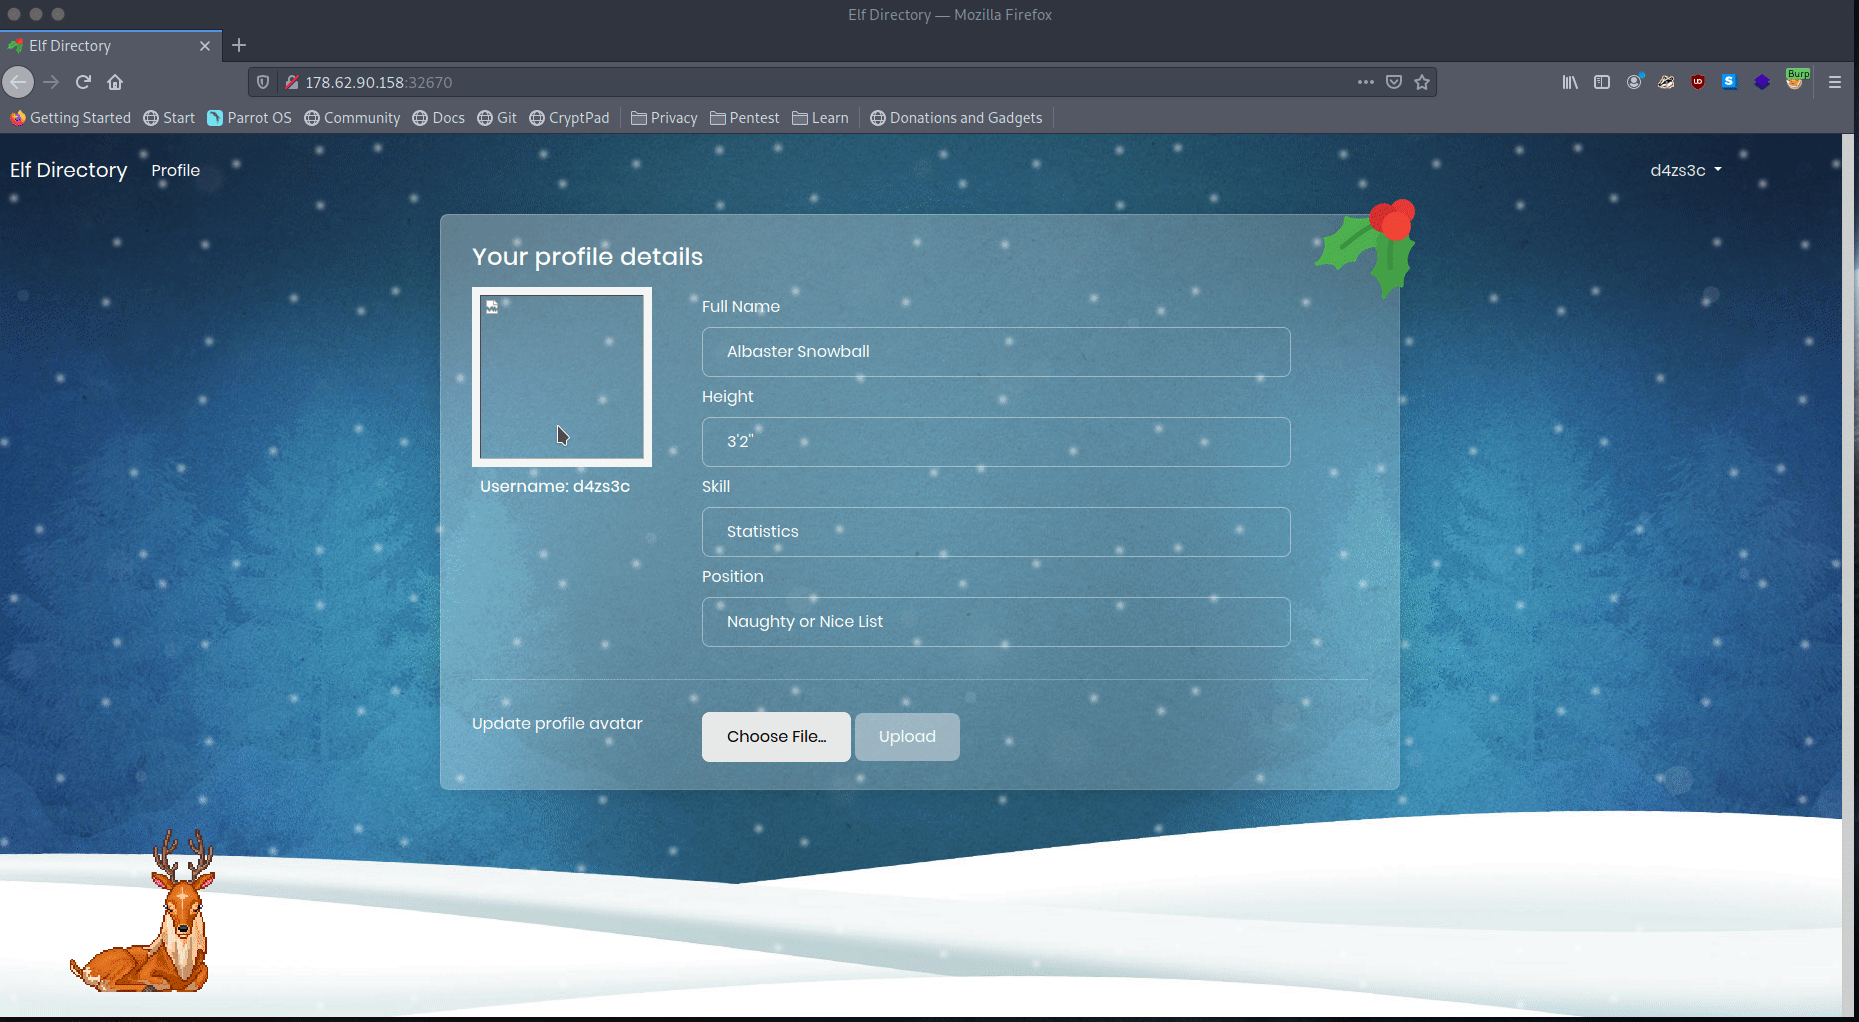 Elf Directory — Mozilla Firefox
Elf Directory
178.62.90.158:32670
Burp
Getting Started Start Parrot OS Community Docs Git CryptPad Privacy Pentest Learn Donations and Gadgets
Elf Directory Profile d4zs3c
Your profile details
Full Name
Albaster Snowball
Height
3'2"
Username: d4zs3c
Skill
Statistics
Position
Naughty or Nice List
Update profile avatar Choose File... Upload